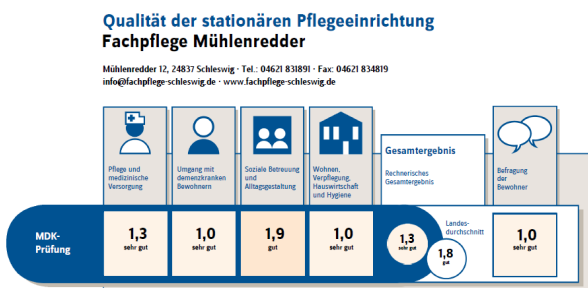 Qualität der stationären Pflegeeinrichtung
Fachpflege Mühlenredder
Mühlenredder 12, 24837 Schleswig · Tel.: 04621 831891 · Fax: 04621 834819
info@fachpflege-schleswig.de · www.fachpflege-schleswig.de
Pflege und
medizinische
Versorgung
Umgang mit
demenzkranken
Bewohnern
Soziale Betreuung
und
Alltagsgestaltung
Wohnen,
Verpflegung,
Hauswirtschaft
und Hygiene
Gesamtergebnis
Rechnerisches
Gesamtergebnis
Befragung
der
Bewohner
MDK-
Prüfung
1,3
sehr gut
1,0
sehr gut
1,9
gut
1,0
sehr gut
1,3
sehr gut
Landes-
durchschnitt
1,8
gut
1,0
sehr gut